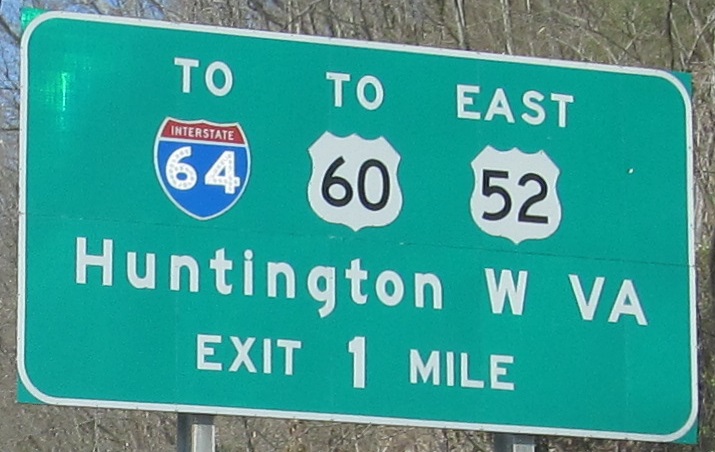 TO TO EAST
INTERSTATE
64 60 52
Huntington W VA
EXIT 1 MILE